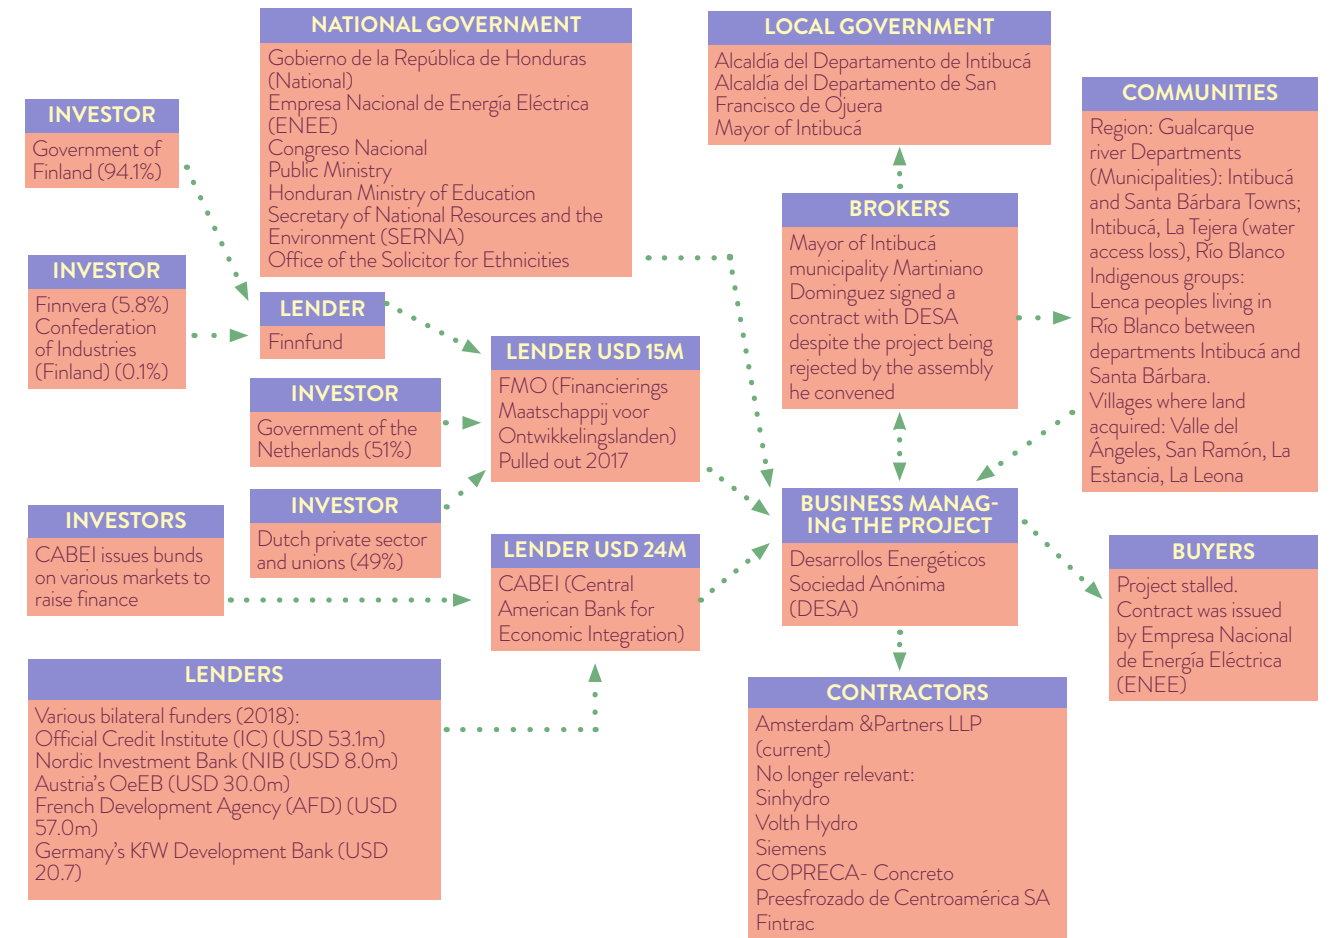 NATIONAL GOVERNMENT
Gobierno de la República de Honduras
(National)
Empresa Nacional de Energía Eléctrica
(ENEE)
Congreso Nacional
Public Ministry
Honduran Ministry of Education
Secretary of National Resources and the
Environment (SERNA)
Office of the Solicitor for Ethnicities
LOCAL GOVERNMENT
Alcaldía del Departamento de Intibucá
Alcaldía del Departamento de San
Francisco de Ojuera
Mayor of Intibucá
COMMUNITIES
Region: Gualcarque
river Departments
(Municipalities): Intibucá
and Santa Bárbara Towns;
Intibucá, La Tejera (water
access loss), Río Blanco
Indigenous groups:
Lenca peoples living in
Río Blanco between
departments Intibucá and
Santa Bárbara.
Villages where land
acquired: Valle del
Ángeles, San Ramón, La
Estancia, La Leona
INVESTOR
Government of
Finland (94.1%)
BROKERS
Mayor of Intibucá
municipality Martiniano
Dominguez signed a
contract with DESA
despite the project being
rejected by the assembly
he convened
INVESTOR
Finnvera (5.8%)
Confederation
of Industries
(Finland) (0.1%)
LENDER
Finnfund
LENDER USD 15M
FMO (Financierings
Maatschappij voor
Ontwikkelingslanden)
Pulled out 2017
INVESTOR
Government of the
Netherlands (51%)
INVESTOR
Dutch private sector
and unions (49%)
INVESTORS
CABEI issues bunds
on various markets to
raise finance
LENDER USD 24M
CABEI (Central
American Bank for
Economic Integration)
BUSINESS MANAG-
ING THE PROJECT
Desarrollos Energéticos
Sociedad Anónima
(DESA)
BUYERS
Project stalled.
Contract was issued
by Empresa Nacional
de Energía Eléctrica
(ENEE)
LENDERS
Various bilateral funders (2018):
Official Credit Institute (IC) (USD 53.1m)
Nordic Investment Bank (NIB (USD 8.0m)
Austria's OeEB (USD 30.0m)
French Development Agency (AFD) (USD
57.0m)
Germany's KfW Development Bank (USD
20.7)
CONTRACTORS
Amsterdam &Partners LLP
(current)
No longer relevant:
Sinhydro
Volth Hydro
Siemens
COPRECA- Concreto
Preesfrozado de Centroamérica SA
Fintrac